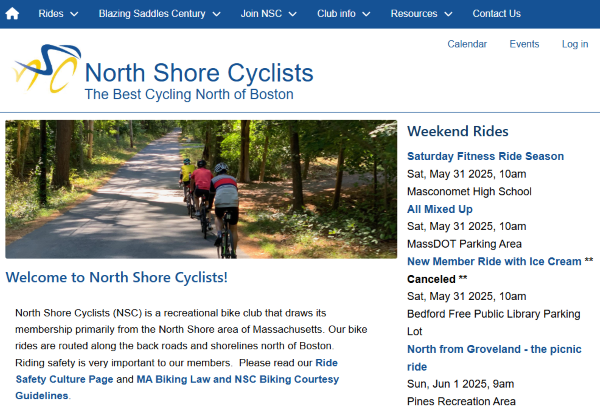 Rides Blazing Saddles Century Join NSC Club info Resources Contact Us
Calendar Events Log in
North Shore Cyclists
The Best Cycling North of Boston
Welcome to North Shore Cyclists!
North Shore Cyclists (NSC) is a recreational bike club that draws its
membership primarily from the North Shore area of Massachusetts. Our bike
rides are routed along the back roads and shorelines north of Boston.
Riding safety is very important to our members.  Please read our Ride
Safety Culture Page and MA Biking Law and NSC Biking Courtesy
Guidelines.
Weekend Rides
Saturday Fitness Ride Season
Sat, May 31 2025, 10am
Masconomet High School
All Mixed Up
Sat, May 31 2025, 10am
MassDOT Parking Area
New Member Ride with Ice Cream **
Canceled **
Sat, May 31 2025, 10am
Bedford Free Public Library Parking
Lot
North from Groveland - the picnic
ride
Sun, Jun 1 2025, 9am
Pines Recreation Area